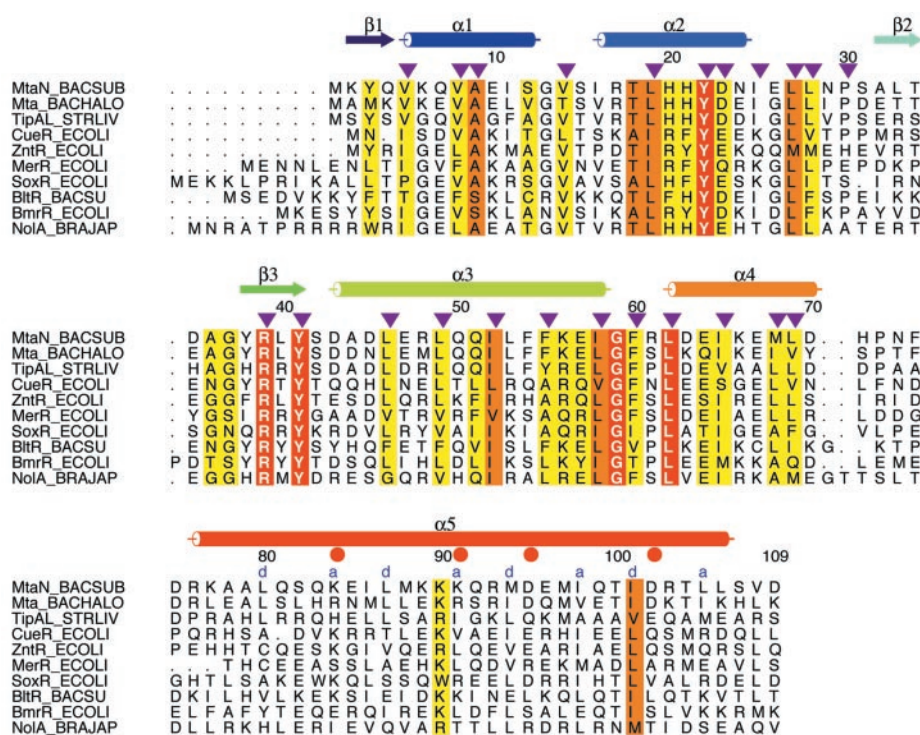 β1 α1 α2 β2
10 20 30
MtaN_BACSUB . . . . . . . . . M K Y Q V K Q V A E I S G V S I R T L H H Y D N I E L L N P S A L T
Mta_BACHALO
TipAL_STRLIV . . . . . . . . . M S Y S V G Q V A G F A G V T V R T L H H Y D D I G L L V P S E R S
CueR_ECOLI . . . . . . . . . . M N . I S D V A K I T G L T S K A I R F Y E E K G L V T P P M R S
ZntR_ECOLI . . . . . . . . . M Y R I G E L A K M A E V T P D T I R Y Y E K Q Q M M E H E V R T
MerR_ECOLI . . . . M E N N L E N L T I G V F A K A A G V N V E T I R F Y Q R K G L L P E P D K P
SoxR_ECOLI M E K K L P R I K A L L T P G E V A K R S G V A V S A L H F Y E S K G L I T S . I R N
BltR_BACSU . . . . . . M S E D V K K Y F T T G E F S K L C R V K K Q T L F H Y D E I G L F S P E I K K
BmrR_ECOLI . . . . . . M K E S Y Y S I G E V S K L A N V S I K A L R Y Y D K I D L F K P A Y V D
NolA_BRAJAP . M N R A T P R R R R W R I G E L A E A T G V T V R T L H H Y E H T G L L A A T E R T
β3 α3 α4
40 50 60 70
MtaN_BACSUB . D A G Y R L Y S D A D L E R L Q Q I L F F K E I G F R L D E I K E M L D . . H P N F
Mta_BACHALO
TipAL_STRLIV . H A G H R R Y S D A D L D R L Q Q I L F Y R E L G F P L D E V A A L L D . . D P A A
CueR_ECOLI . E N G Y R T Y T Q Q H L N E L T L L R Q A R Q V G F N L E E S G E L V N . . L F N D
ZntR_ECOLI . E G G F R L Y T E S D L Q R L K F I R H A R Q L G F S L E S I R E L L S . . I R I D
MerR_ECOLI . Y G S I R R Y G A A D V T R V R F V K S A Q R L G F S L D E I A E L L R . . L D D G
SoxR_ECOLI . S G N Q R R Y K R D V L R Y V A I I K I A Q R I G I P L A T I G E A F G . . V L P E
BltR_BACSU . E N G Y R Y Y S Y H Q F E T F Q V I S L F K E L G V P L K E I K C L I K G . . K T P
BmrR_ECOLI P D T S Y R Y Y T D S Q L I H L D L I K S L K Y I G T P L E E M K K A Q D . . L E M E
NolA_BRAJAP . E G G H R M Y D R E S G Q R V H Q I R A L R E L G F S L V E I R K A M E G T T S L T
α5
80 90 100 109
d a d a d a d a
MtaN_BACSUB D R K A A L Q S Q K E I L M K K K Q R M D E M I Q T I D R T L L S V D
Mta_BACHALO D R L E A L S L H R N M L L E K R S R I D Q M V E T I D K T I K H L K
TipAL_STRLIV D P R A H L R R Q H E L L S A R I G K L Q K M A A A V E Q A M E A R S
CueR_ECOLI P Q R H S A . D V K R R T L E K V A E I E R H I E E L Q S M R D Q L L
ZntR_ECOLI P E H H T C Q E S K G I V Q E R L Q E V E A R I A E L Q S M Q R S L Q
MerR_ECOLI . . . T H C E E A S S L A E H K L Q D V R E K M A D L A R M E A V L S
SoxR_ECOLI G H T L S A K E W K Q L S S Q W R E E L D R R I H T L V A L R D E L D
BltR_BACSU D K I L H V L K E K S I E I D K K I N E L K Q L Q T I L Q T K V T L T
BmrR_ECOLI E L F A F Y T E Q E R Q I R E K L D F L S A L E Q T I S L V K K R M K
NolA_BRAJAP D L L R K H L E R I E V Q V A R T T L L R D R L R N M T I D S E A Q V